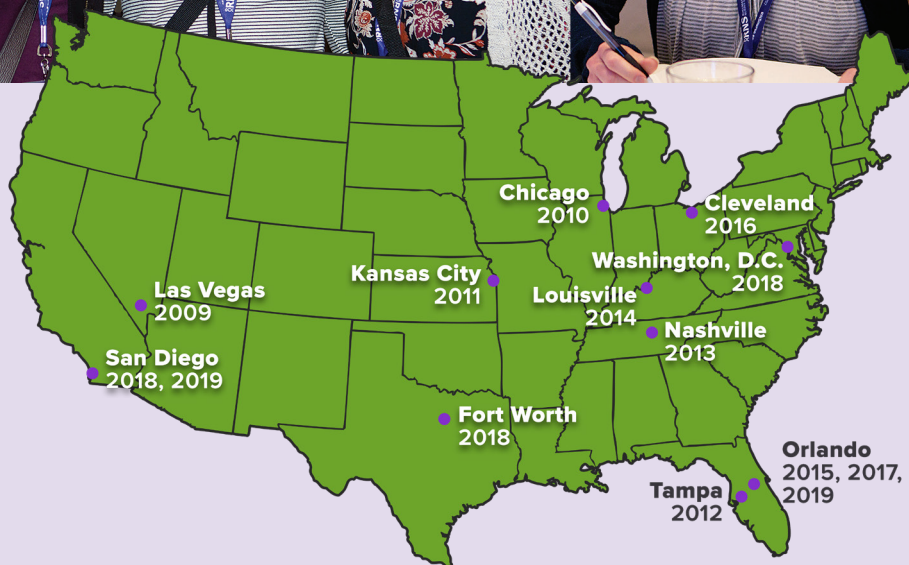 Chicago
2010
Cleveland
2016
Washington, D.C.
2018
Kansas City
2011
Louisville
2014
Las Vegas
2009
Nashville
2013
San Diego
2018, 2019
Fort Worth
2018
Orlando
2015, 2017,
2019
Tampa
2012